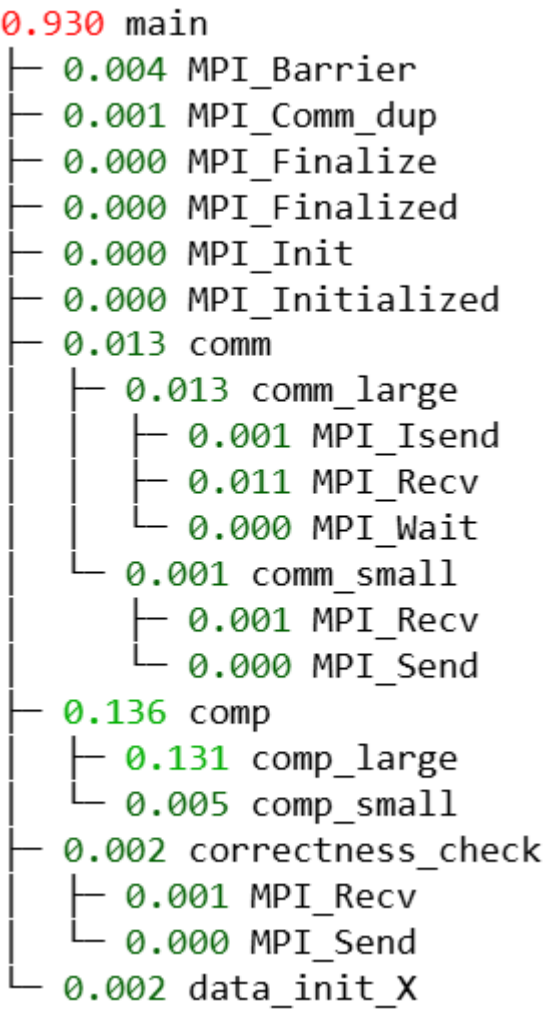 0.930 main
├─ 0.004 MPI_Barrier
├─ 0.001 MPI_Comm_dup
├─ 0.000 MPI_Finalize
├─ 0.000 MPI_Finalized
├─ 0.000 MPI_Init
├─ 0.000 MPI_Initialized
├─ 0.013 comm
│  ├─ 0.013 comm_large
│  │  ├─ 0.001 MPI_Isend
│  │  ├─ 0.011 MPI_Recv
│  │  └─ 0.000 MPI_Wait
│  └─ 0.001 comm_small
│     ├─ 0.001 MPI_Recv
│     └─ 0.000 MPI_Send
├─ 0.136 comp
│  ├─ 0.131 comp_large
│  └─ 0.005 comp_small
├─ 0.002 correctness_check
│  ├─ 0.001 MPI_Recv
│  └─ 0.000 MPI_Send
└─ 0.002 data_init_X